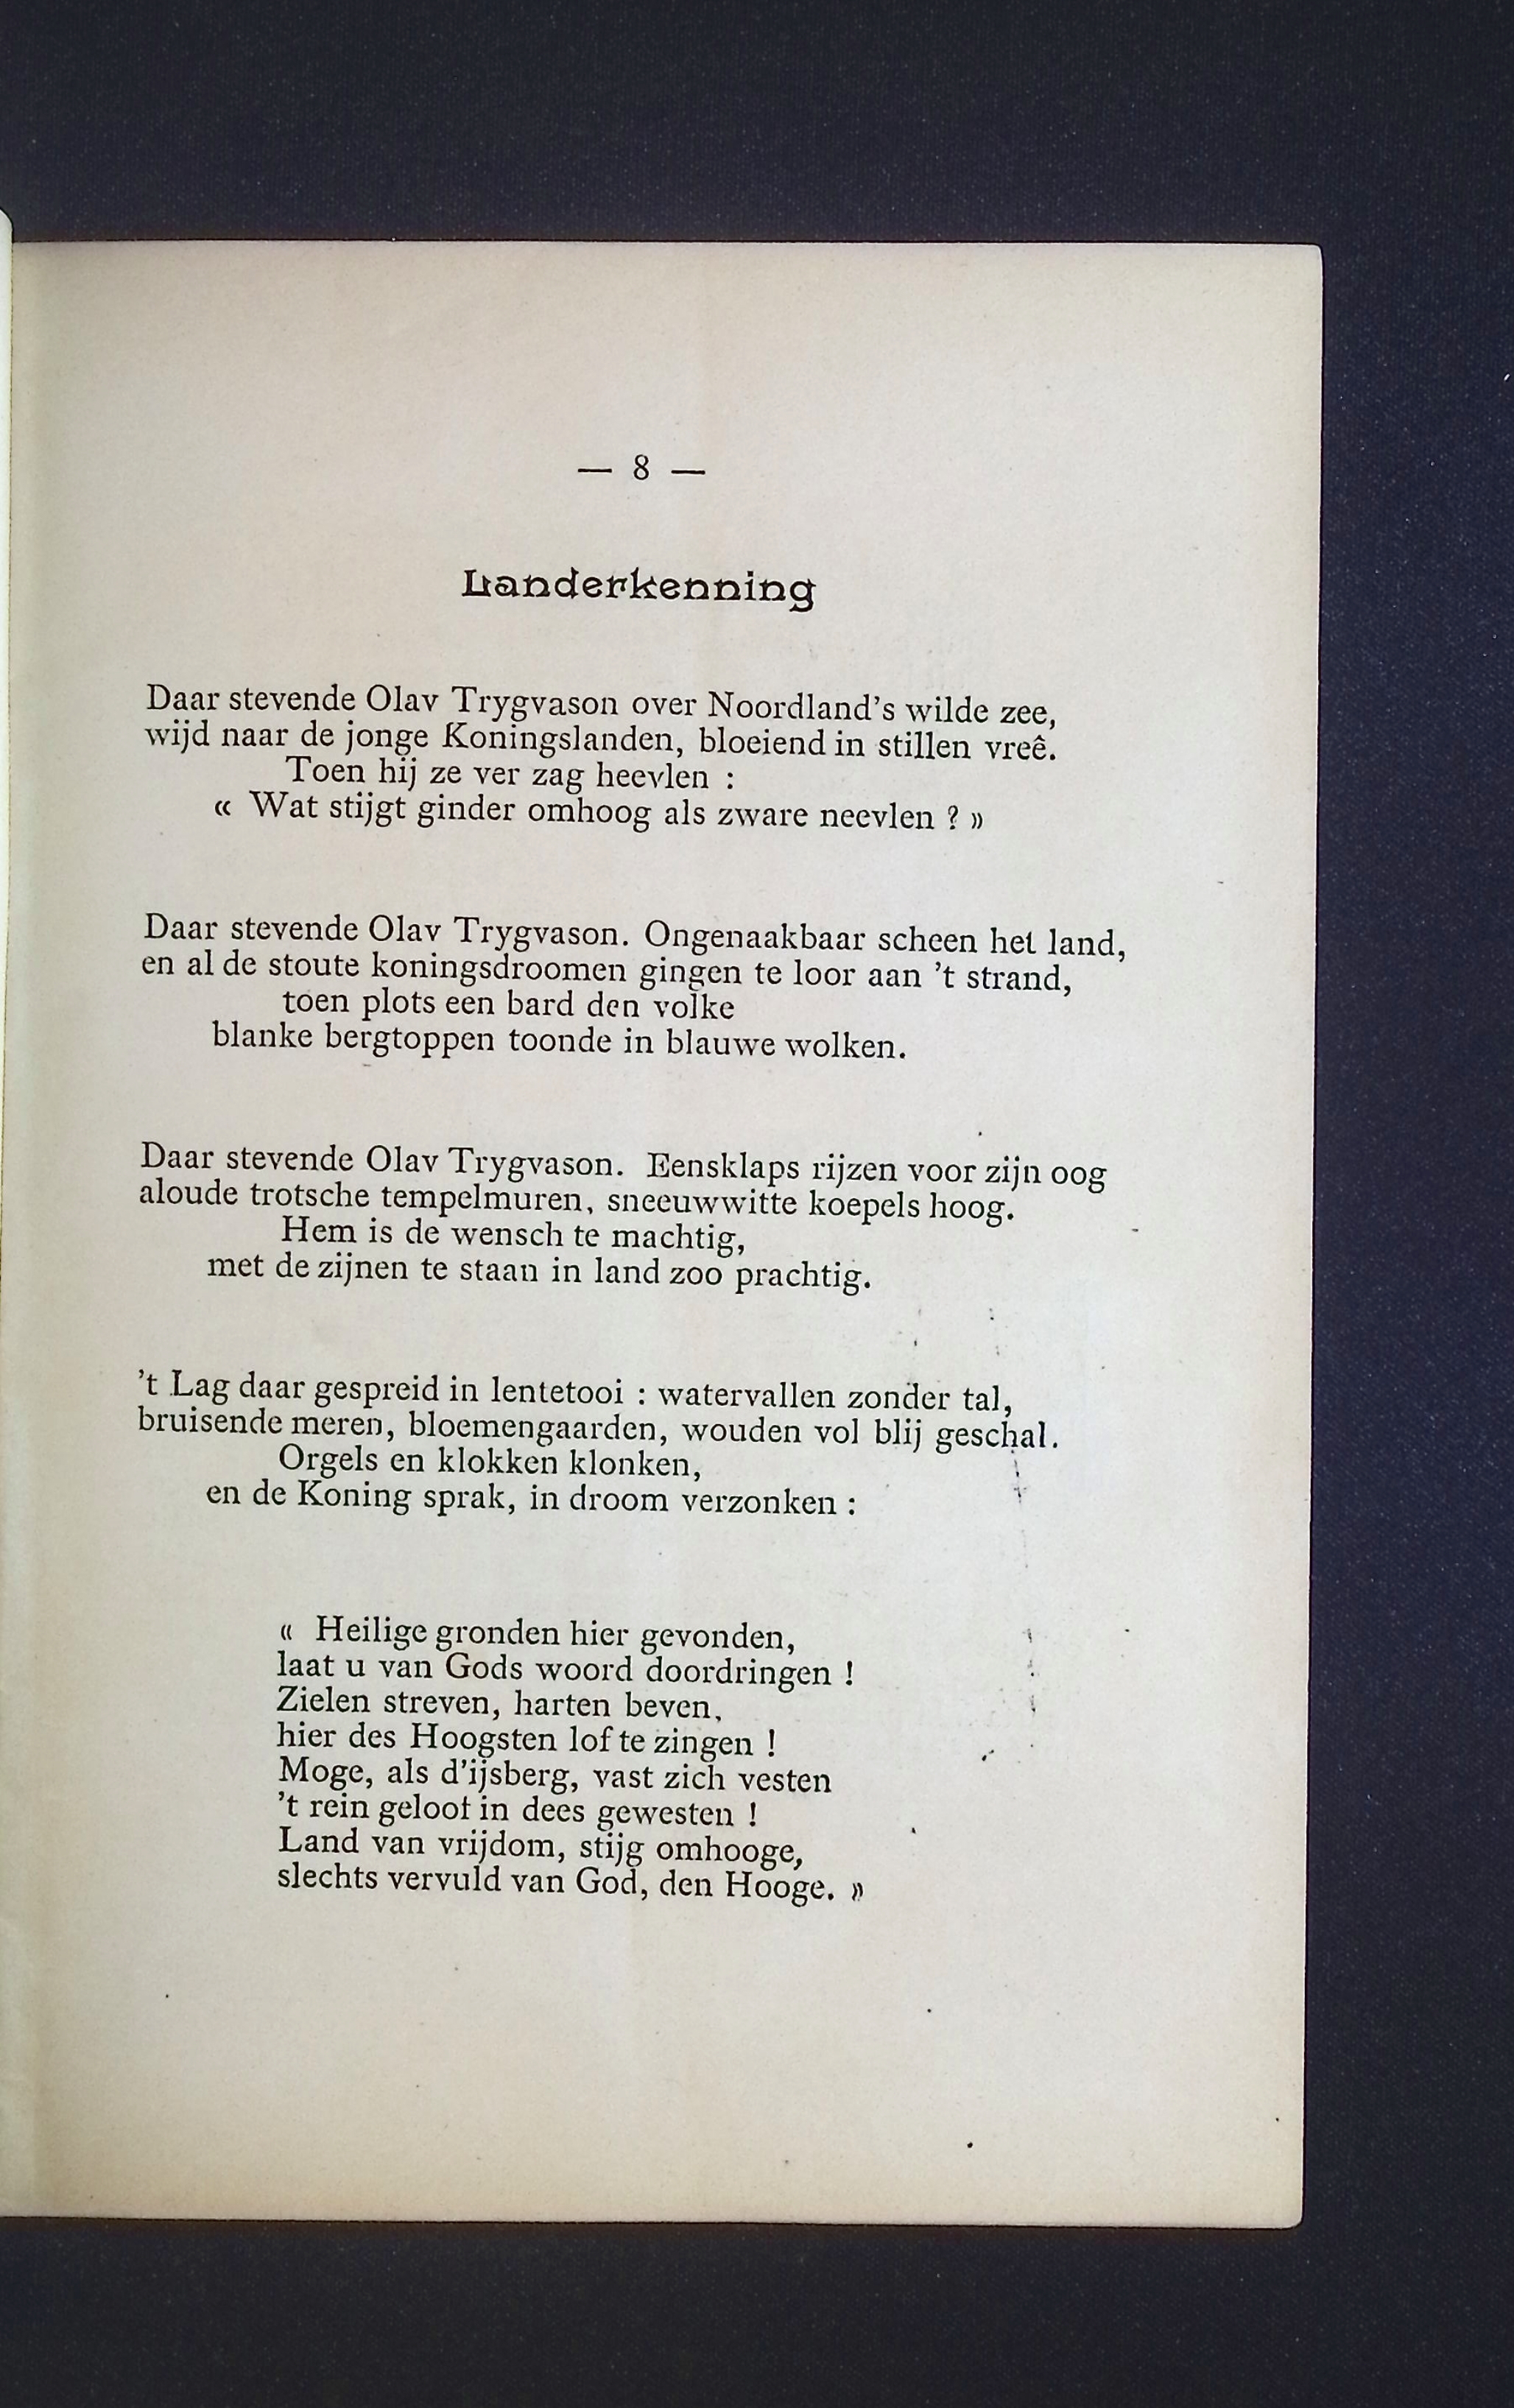 — 8 —
Landerkenning
Daar stevende Olav Trygvason over Noordland's wilde zee,
wijd naar de jonge Koningslanden, bloeiend in stillen vreê.
Toen hij ze ver zag heevlen :
« Wat stijgt ginder omhoog als zware neevlen ? »
Daar stevende Olav Trygvason. Ongenaakbaar scheen het land,
en al de stoute koningsdroomen gingen te loor aan 't strand,
toen plots een bard den volke
blanke bergtoppen toonde in blauwe wolken.
Daar stevende Olav Trygvason. Eensklaps rijzen voor zijn oog
aloude trotsche tempelmuren, sneeuwwitte koepels hoog.
Hem is de wensch te machtig,
met de zijnen te staan in land zoo prachtig.
't Lag daar gespreid in lentetooi : watervallen zonder tal,
bruisende meren, bloemengaarden, wouden vol blij geschal.
Orgels en klokken klonken,
en de Koning sprak, in droom verzonken :
« Heilige gronden hier gevonden,
laat u van Gods woord doordringen !
Zielen streven, harten beven,
hier des Hoogsten lof te zingen !
Moge, als d'ijsberg, vast zich vesten
't rein geloof in dees gewesten !
Land van vrijdom, stijg omhooge,
slechts vervuld van God, den Hooge. »